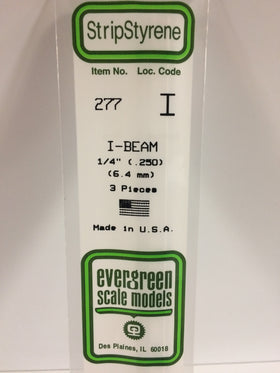 StripStyrene
Item No. Loc. Code
277 I
I-BEAM
1/4" (.250)
(6.4 mm)
3 Pieces
Made in U.S.A.
evergreen
scale models
Des Plaines, IL 60018